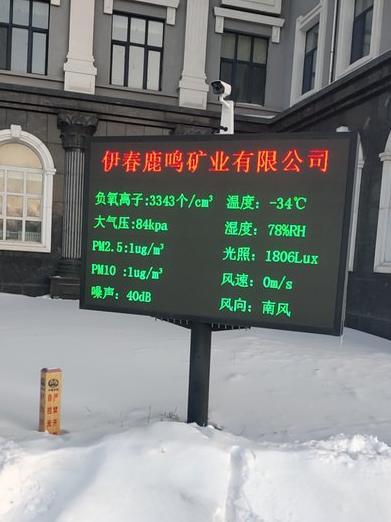 伊春鹿鸣矿业有限公司
负氧离子:3343个/cm³ 温度: -34℃
大气压:84kpa 湿度: 78%RH
PM2.5:1ug/m³ 光照: 1806Lux
PM10 :1ug/m³ 风速: 0m/s
噪声: 40dB 风向: 南风